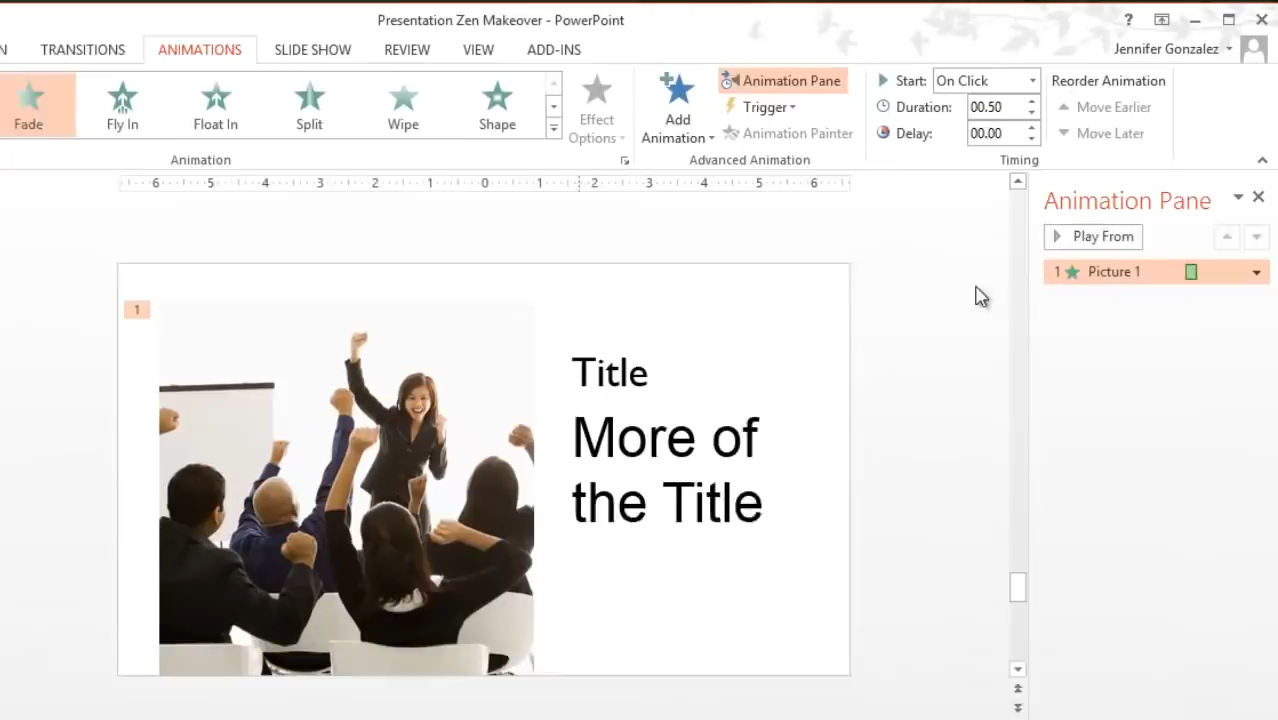 Presentation Zen Makeover - PowerPoint
?
N TRANSITIONS ANIMATIONS SLIDE SHOW REVIEW VIEW ADD-INS Jennifer Gonzalez
Fade Fly In Float In Split Wipe Shape
Effect Options
Add Animation
Animation Pane
Trigger
Animation Painter
Start: On Click
Duration: 00.50
Delay: 00.00
Reorder Animation
Move Earlier
Move Later
Animation Advanced Animation Timing
6 5 4 3 2 1 0 1 2 3 4 5 6
Animation Pane
Play From
1 Picture 1
1
Title
More of
the Title